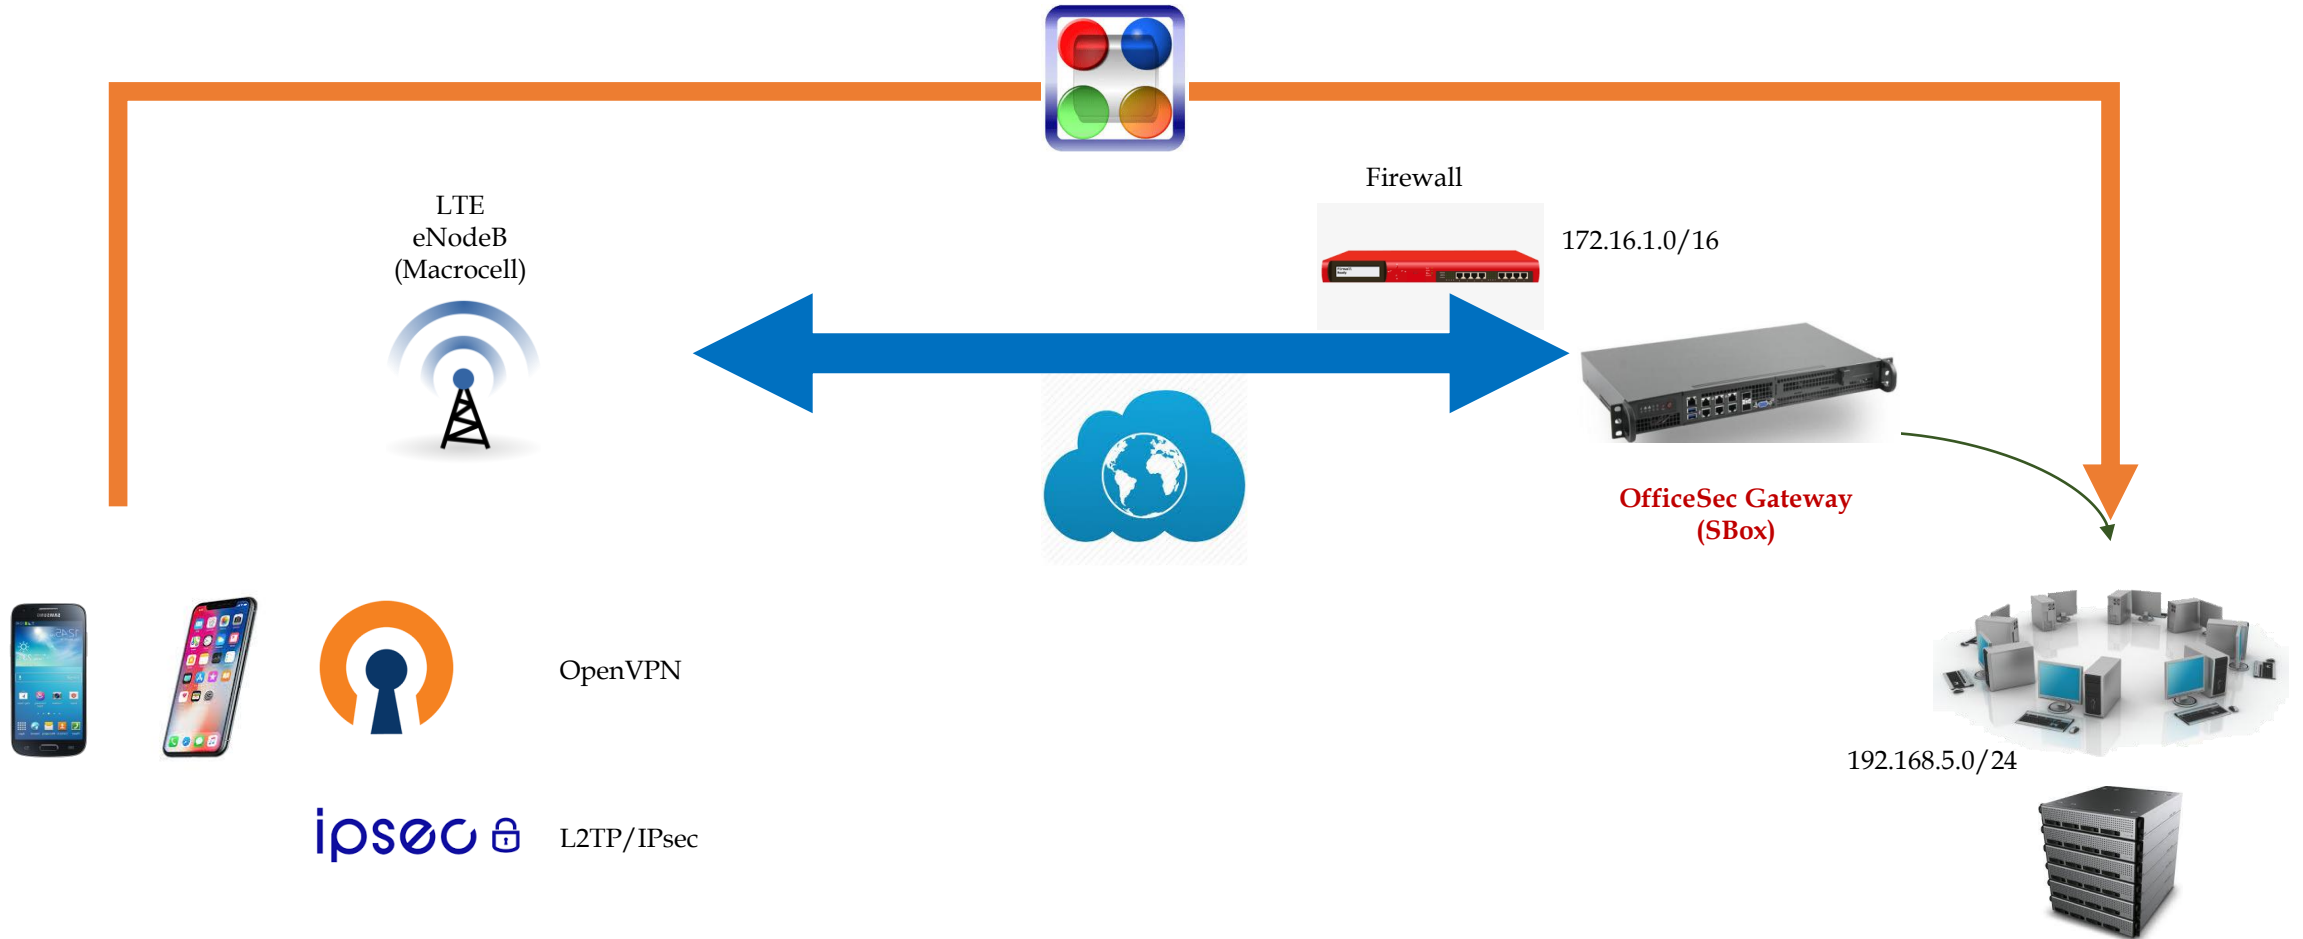 Firewall
LTE
eNodeB
(Macrocell)
172.16.1.0/16
OfficeSec Gateway
(SBox)
OpenVPN
192.168.5.0/24
ipsec
L2TP/IPsec